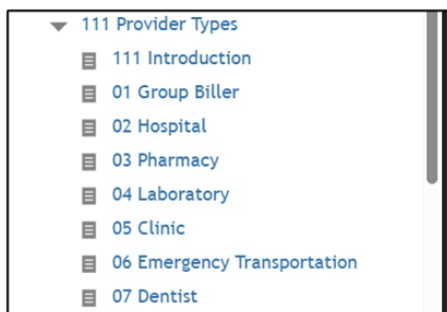 111 Provider Types
111 Introduction
01 Group Biller
02 Hospital
03 Pharmacy
04 Laboratory
05 Clinic
06 Emergency Transportation
07 Dentist